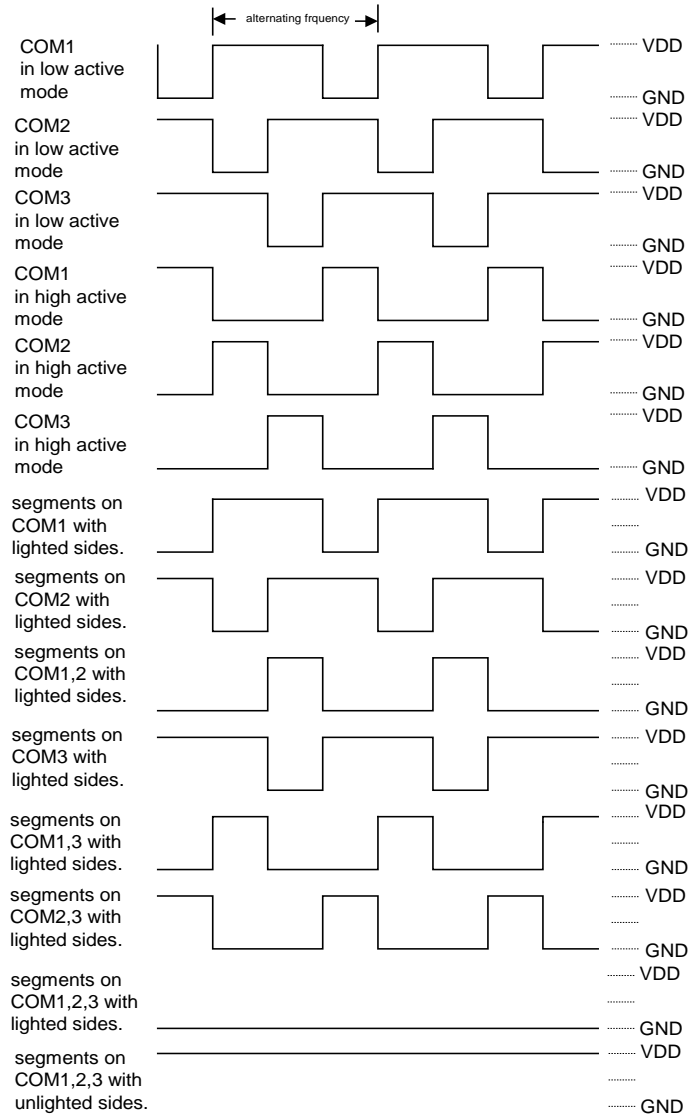 alternating frquency
COM1
in low active
mode
VDD
GND
COM2
in low active
mode
VDD
GND
COM3
in low active
mode
VDD
GND
COM1
in high active
mode
VDD
GND
COM2
in high active
mode
VDD
GND
COM3
in high active
mode
VDD
GND
segments on
COM1 with
lighted sides.
VDD
GND
segments on
COM2 with
lighted sides.
VDD
GND
segments on
COM1,2 with
lighted sides.
VDD
GND
segments on
COM3 with
lighted sides.
VDD
GND
segments on
COM1,3 with
lighted sides.
VDD
GND
segments on
COM2,3 with
lighted sides.
VDD
GND
segments on
COM1,2,3 with
lighted sides.
VDD
GND
segments on
COM1,2,3 with
unlighted sides.
VDD
GND